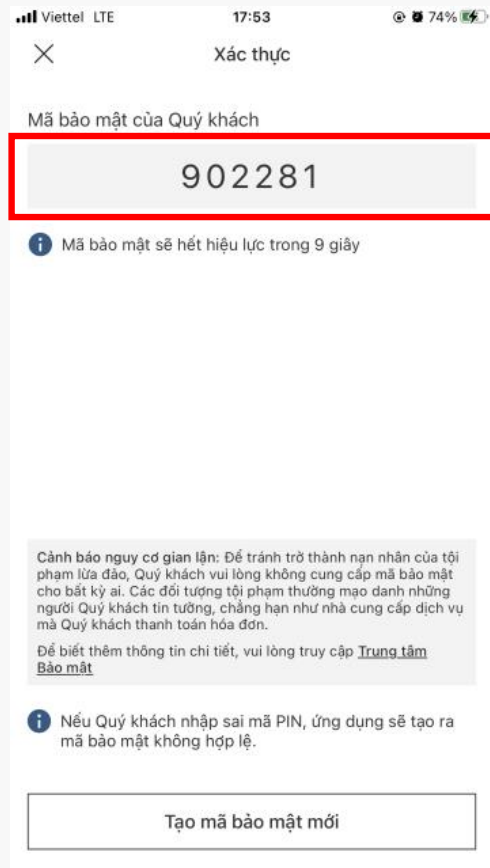 Viettel LTE 17:53 74%
Xác thực
Mã bảo mật của Quý khách
902281
Mã bảo mật sẽ hết hiệu lực trong 9 giây
Cảnh báo nguy cơ gian lận: Để tránh trở thành nạn nhân của tội
phạm lừa đảo, Quý khách vui lòng không cung cấp mã bảo mật
cho bất kỳ ai. Các đối tượng tội phạm thường mạo danh những
người Quý khách tin tưởng, chẳng hạn như nhà cung cấp dịch vụ
mà Quý khách thanh toán hóa đơn.
Để biết thêm thông tin chi tiết, vui lòng truy cập Trung tâm
Bảo mật
Nếu Quý khách nhập sai mã PIN, ứng dụng sẽ tạo ra
mã bảo mật không hợp lệ.
Tạo mã bảo mật mới